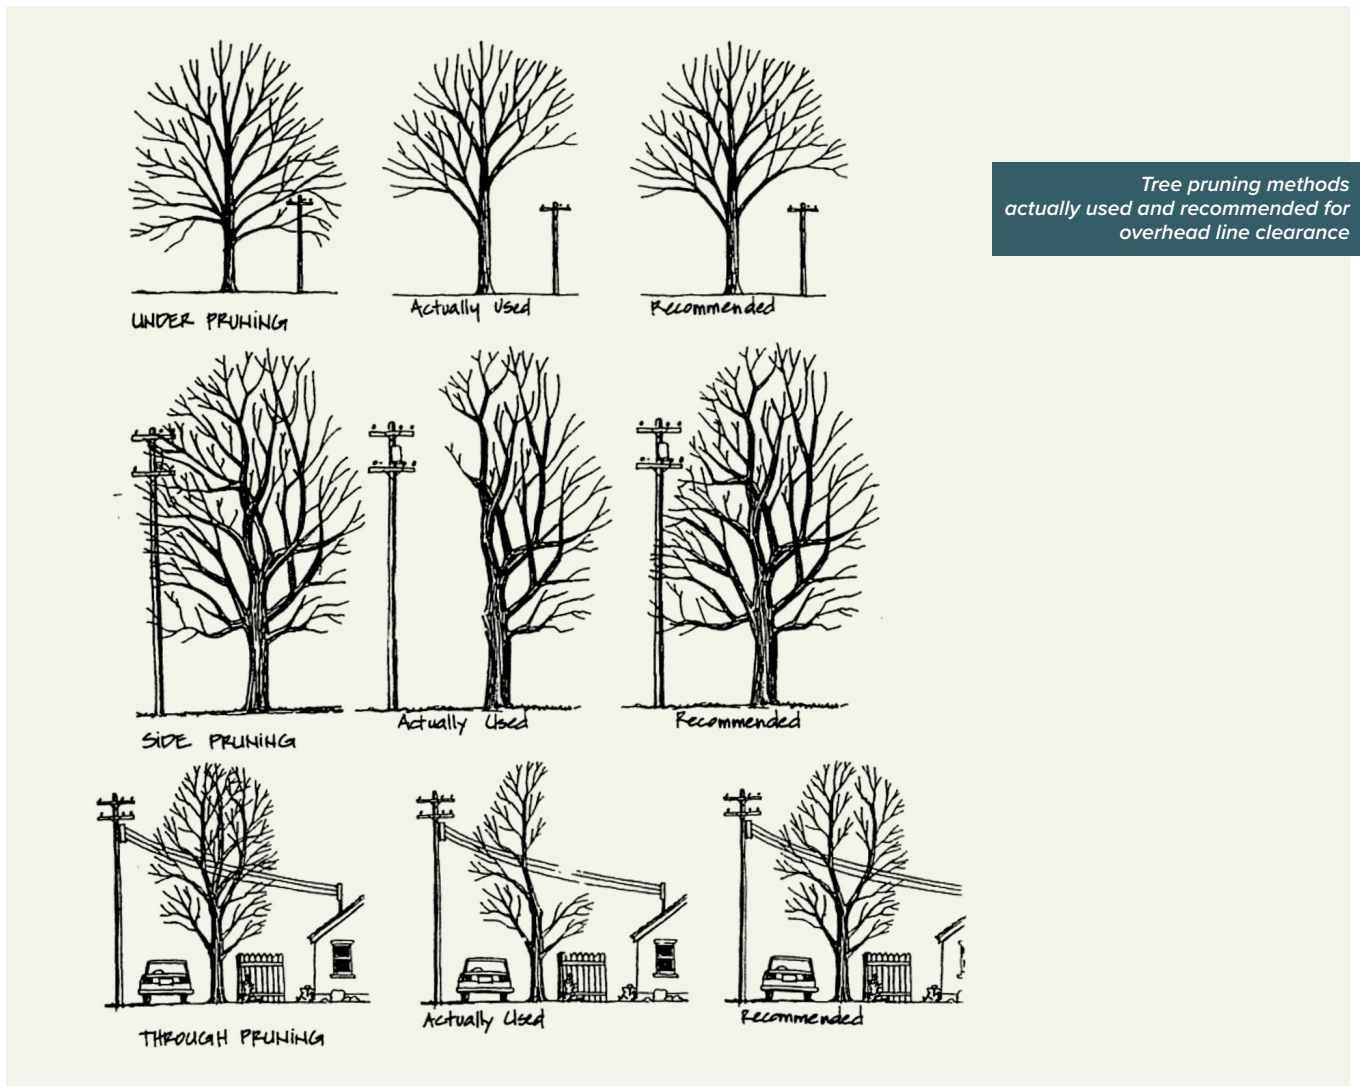 Tree pruning methods
actually used and recommended for
overhead line clearance
UNDER PRUNING
Actually Used
Recommended
SIDE PRUNING
Actually Used
Recommended
THROUGH PRUNING
Actually Used
Recommended